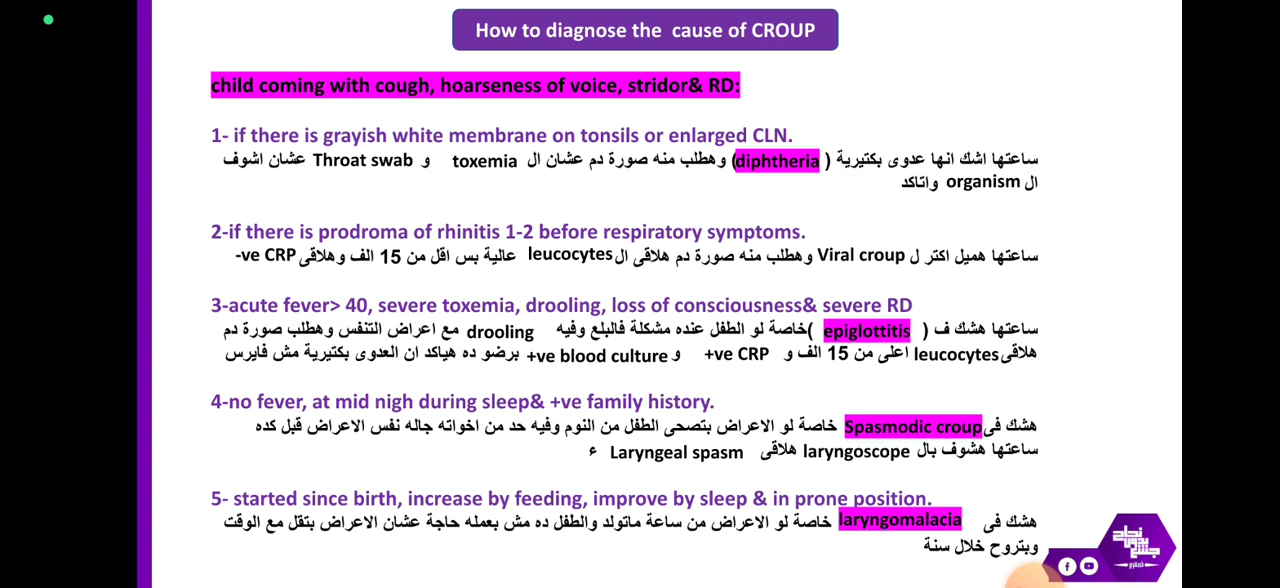 How to diagnose the cause of CROUP
child coming with cough, hoarseness of voice, stridor& RD:
1- if there is grayish white membrane on tonsils or enlarged CLN.
ساعتها اشك انها عدوى بكتيرية (diphtheria) وهطلب منه صورة دم عشان ال toxemia و Throat swab عشان اشوف
ال organism واتاكد
2-if there is prodroma of rhinitis 1-2 before respiratory symptoms.
ساعتها هميل اكتر ل Viral croup وهطلب منه صورة دم هلاقى ال leucocytes عالية بس اقل من 15 الف وهلاقى -ve CRP
3-acute fever> 40, severe toxemia, drooling, loss of consciousness& severe RD
ساعتها هشك ف (epiglottitis) خاصة لو الطفل عنده مشكلة فالبلع وفيه drooling مع اعراض التنفس وهطلب صورة دم
هلاقى leucocytes اعلى من 15 الف و +ve CRP و +ve blood culture برضو ده هياكد ان العدوى بكتيرية مش فايرس
4-no fever, at mid nigh during sleep& +ve family history.
هشك فى Spasmodic croup خاصة لو الاعراض بتصحى الطفل من النوم وفيه حد من اخواته جاله نفس الاعراض قبل كده
ساعتها هشوف بال laryngoscope هلاقى Laryngeal spasm ء
5- started since birth, increase by feeding, improve by sleep & in prone position.
هشك فى laryngomalacia خاصة لو الاعراض من ساعة ماتولد والطفل ده مش بعمله حاجة عشان الاعراض بتقل مع الوقت
وبتروح خلال سنة